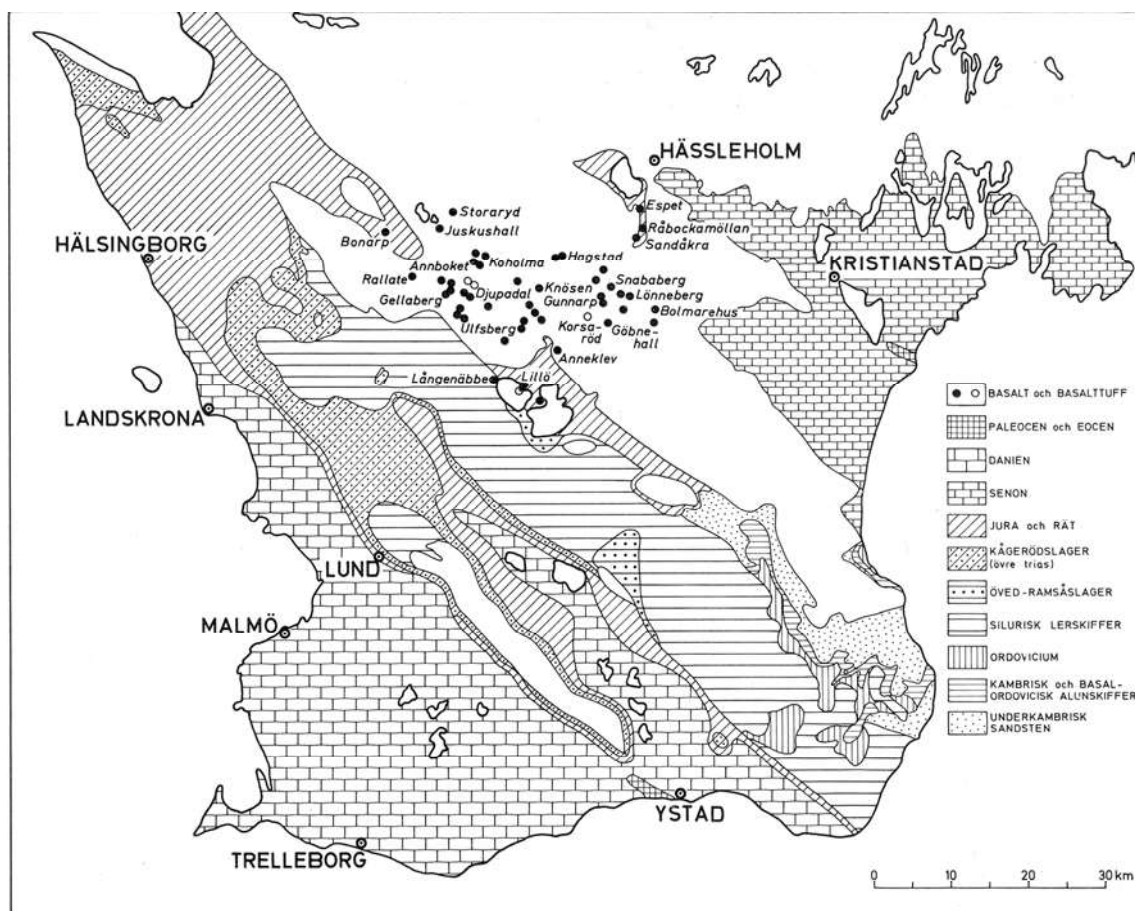 HÄSSLEHOLM
Storaryd
Espet
Juskushall
Råbockamöllan
Bonarp
Sandåkra
HÄLSINGBORG
Koholma
Hagstad
KRISTIANSTAD
Annboket
Rallate
Snababerg
Djupadal
Knösen
Lönneberg
Gellaberg
Gunnarp
Bolmarehus
Ulfsberg
Korsa-
röd
Göbne-
hall
Anneklev
Långenäbbe
Lillö
LANDSKRONA
LUND
MALMÖ
YSTAD
TRELLEBORG
BASALT och BASALTTUFF
PALEOCEN och EOCEN
DANIEN
SENON
JURA och RÄT
KÅGERÖDSLAGER
(övre trias)
ÖVED-RAMSÅSLAGER
SILURISK LERSKIFFER
ORDOVICIUM
KAMBRISK och BASAL-
ORDOVICISK ALUNSKIFFER
UNDERKAMBRISK
SANDSTEN
0 10 20 30 km